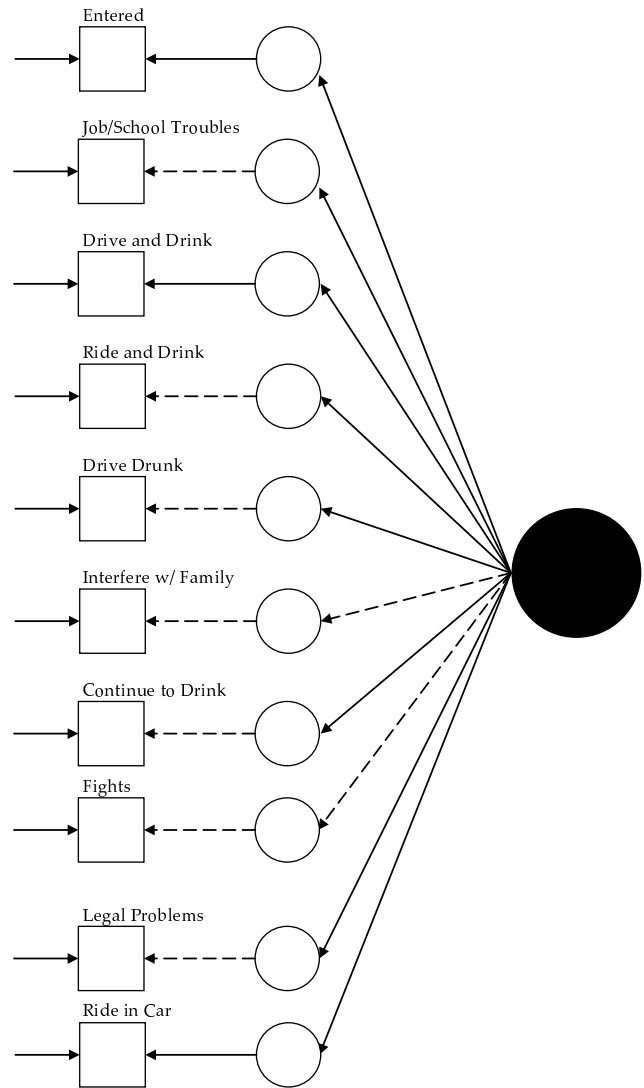 Entered
Job/School Troubles
Drive and Drink
Ride and Drink
Drive Drunk
Interfere w/ Family
Continue to Drink
Fights
Legal Problems
Ride in Car